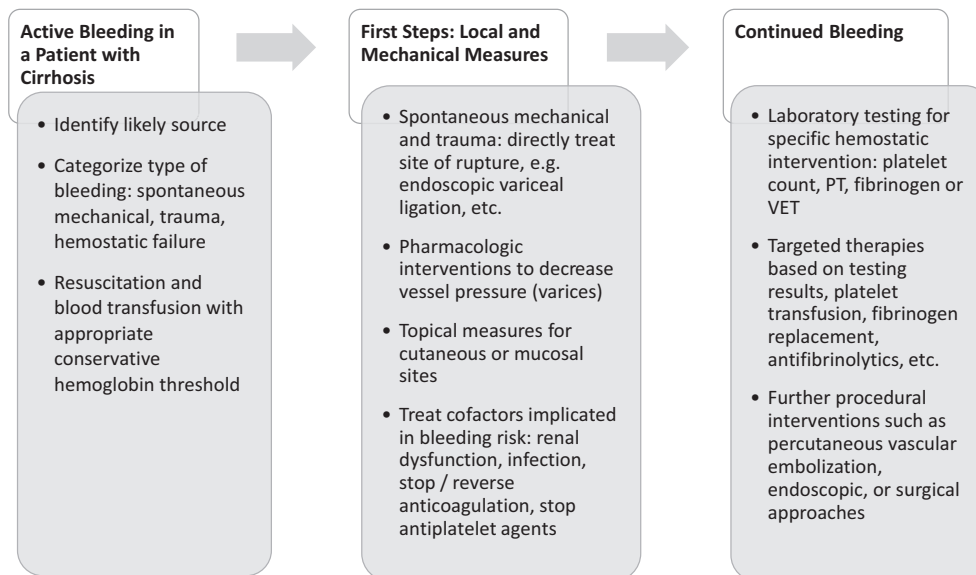 Active Bleeding in
a Patient with
Cirrhosis
• Identify likely source
• Categorize type of
bleeding: spontaneous
mechanical, trauma,
hemostatic failure
• Resuscitation and
blood transfusion with
appropriate
conservative
hemoglobin threshold
First Steps: Local and
Mechanical Measures
• Spontaneous mechanical
and trauma: directly treat
site of rupture, e.g.
endoscopic variceal
ligation, etc.
• Pharmacologic
interventions to decrease
vessel pressure (varices)
• Topical measures for
cutaneous or mucosal
sites
• Treat cofactors implicated
in bleeding risk: renal
dysfunction, infection,
stop / reverse
anticoagulation, stop
antiplatelet agents
Continued Bleeding
• Laboratory testing for
specific hemostatic
intervention: platelet
count, PT, fibrinogen or
VET
• Targeted therapies
based on testing
results, platelet
transfusion, fibrinogen
replacement,
antifibrinolytics, etc.
• Further procedural
interventions such as
percutaneous vascular
embolization,
endoscopic, or surgical
approaches